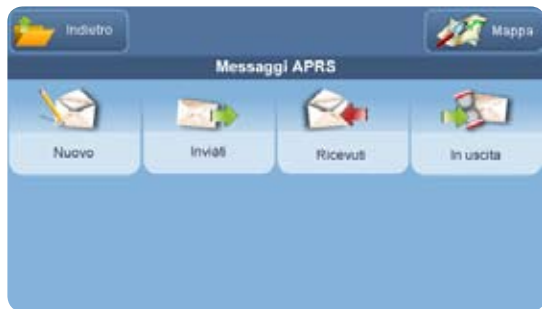 Indietro
Mappa
Messaggi APRS
Nuovo
Inviati
Ricevuti
In uscita